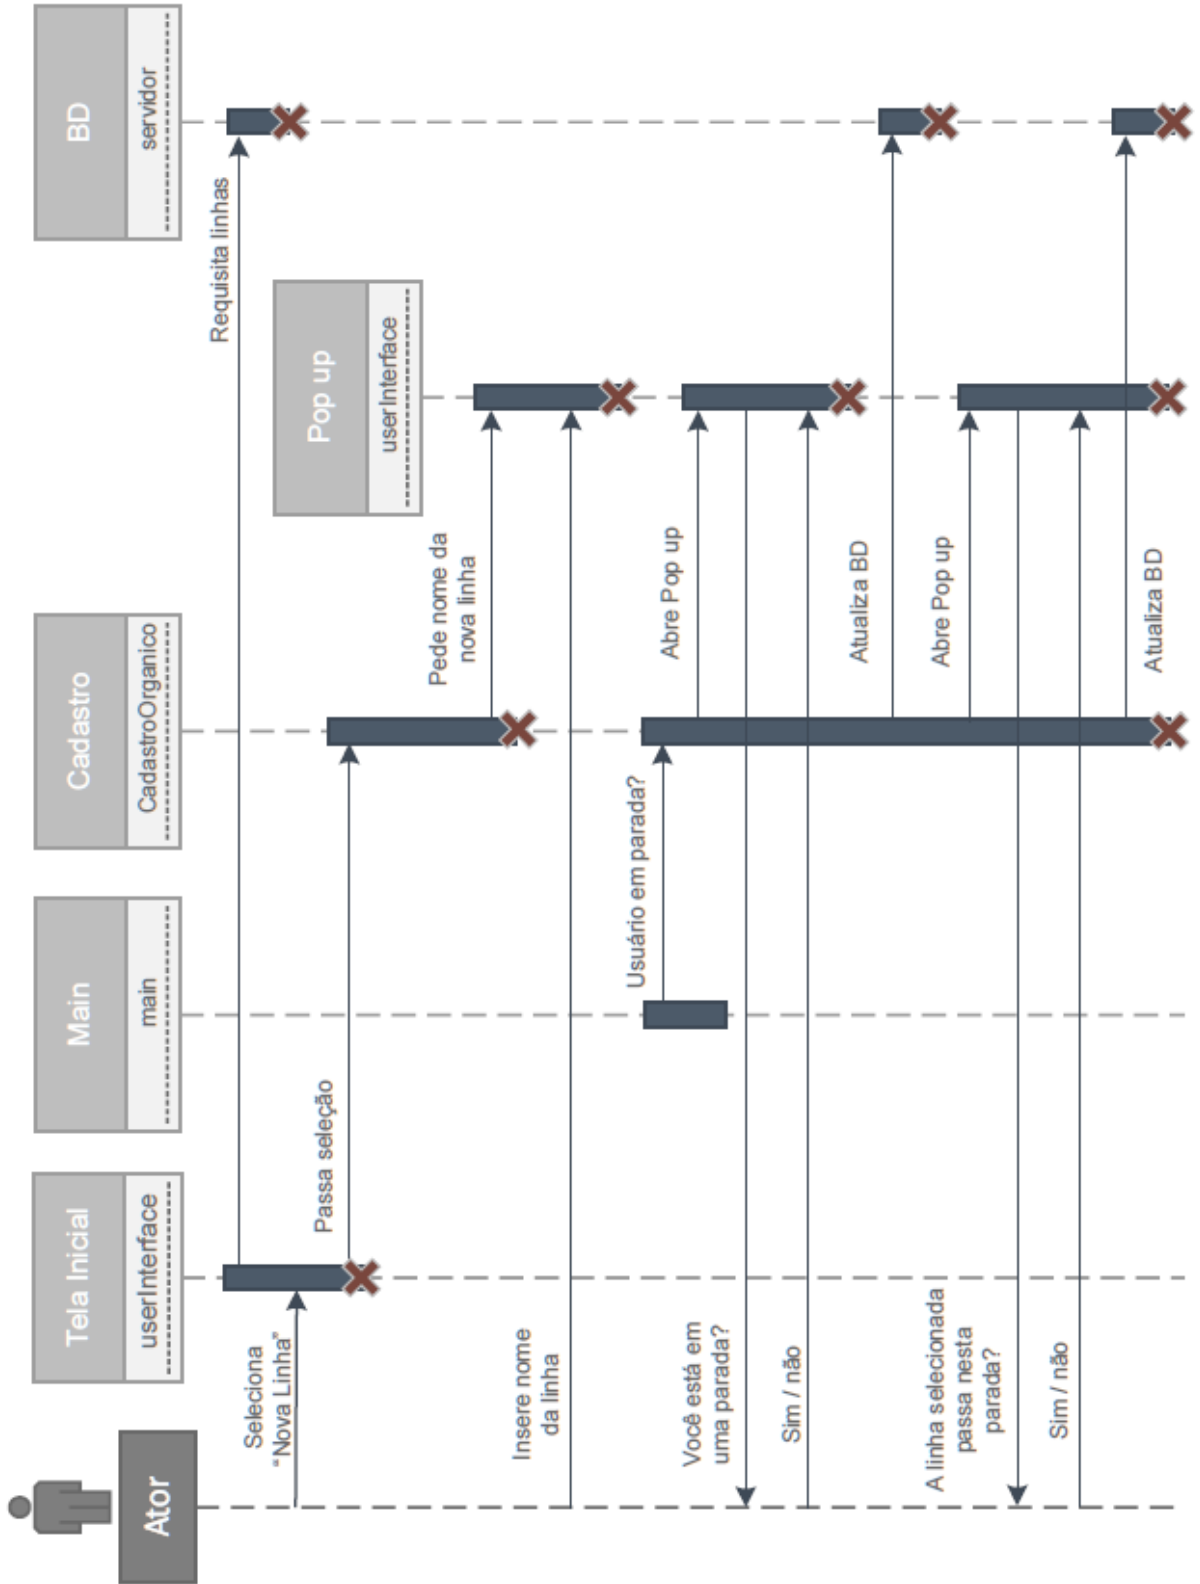 Ator
Tela Inicial
userInterface
Main
main
Cadastro
CadastroOrganico
Pop up
userInterface
BD
servidor
Requisita linhas
Seleciona
“Nova Linha”
Passa seleção
Pede nome da
nova linha
Insere nome
da linha
Usuário em parada?
Abre Pop up
Você está em
uma parada?
Sim / não
Atualiza BD
Abre Pop up
A linha selecionada
passa nesta
parada?
Sim / não
Atualiza BD